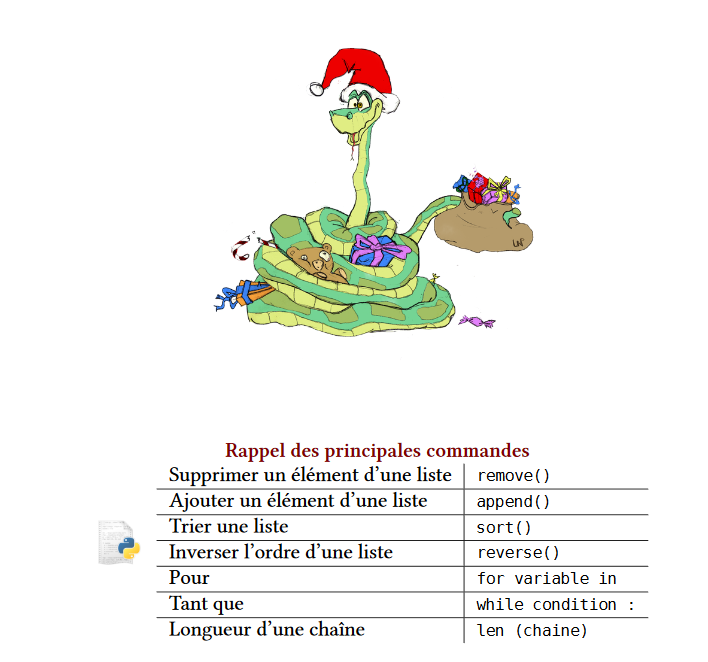 Rappel des principales commandes
Supprimer un élément d'une liste remove()
Ajouter un élément d'une liste append()
Trier une liste sort()
Inverser l'ordre d'une liste reverse()
Pour for variable in
Tant que while condition :
Longueur d'une chaîne len (chaine)